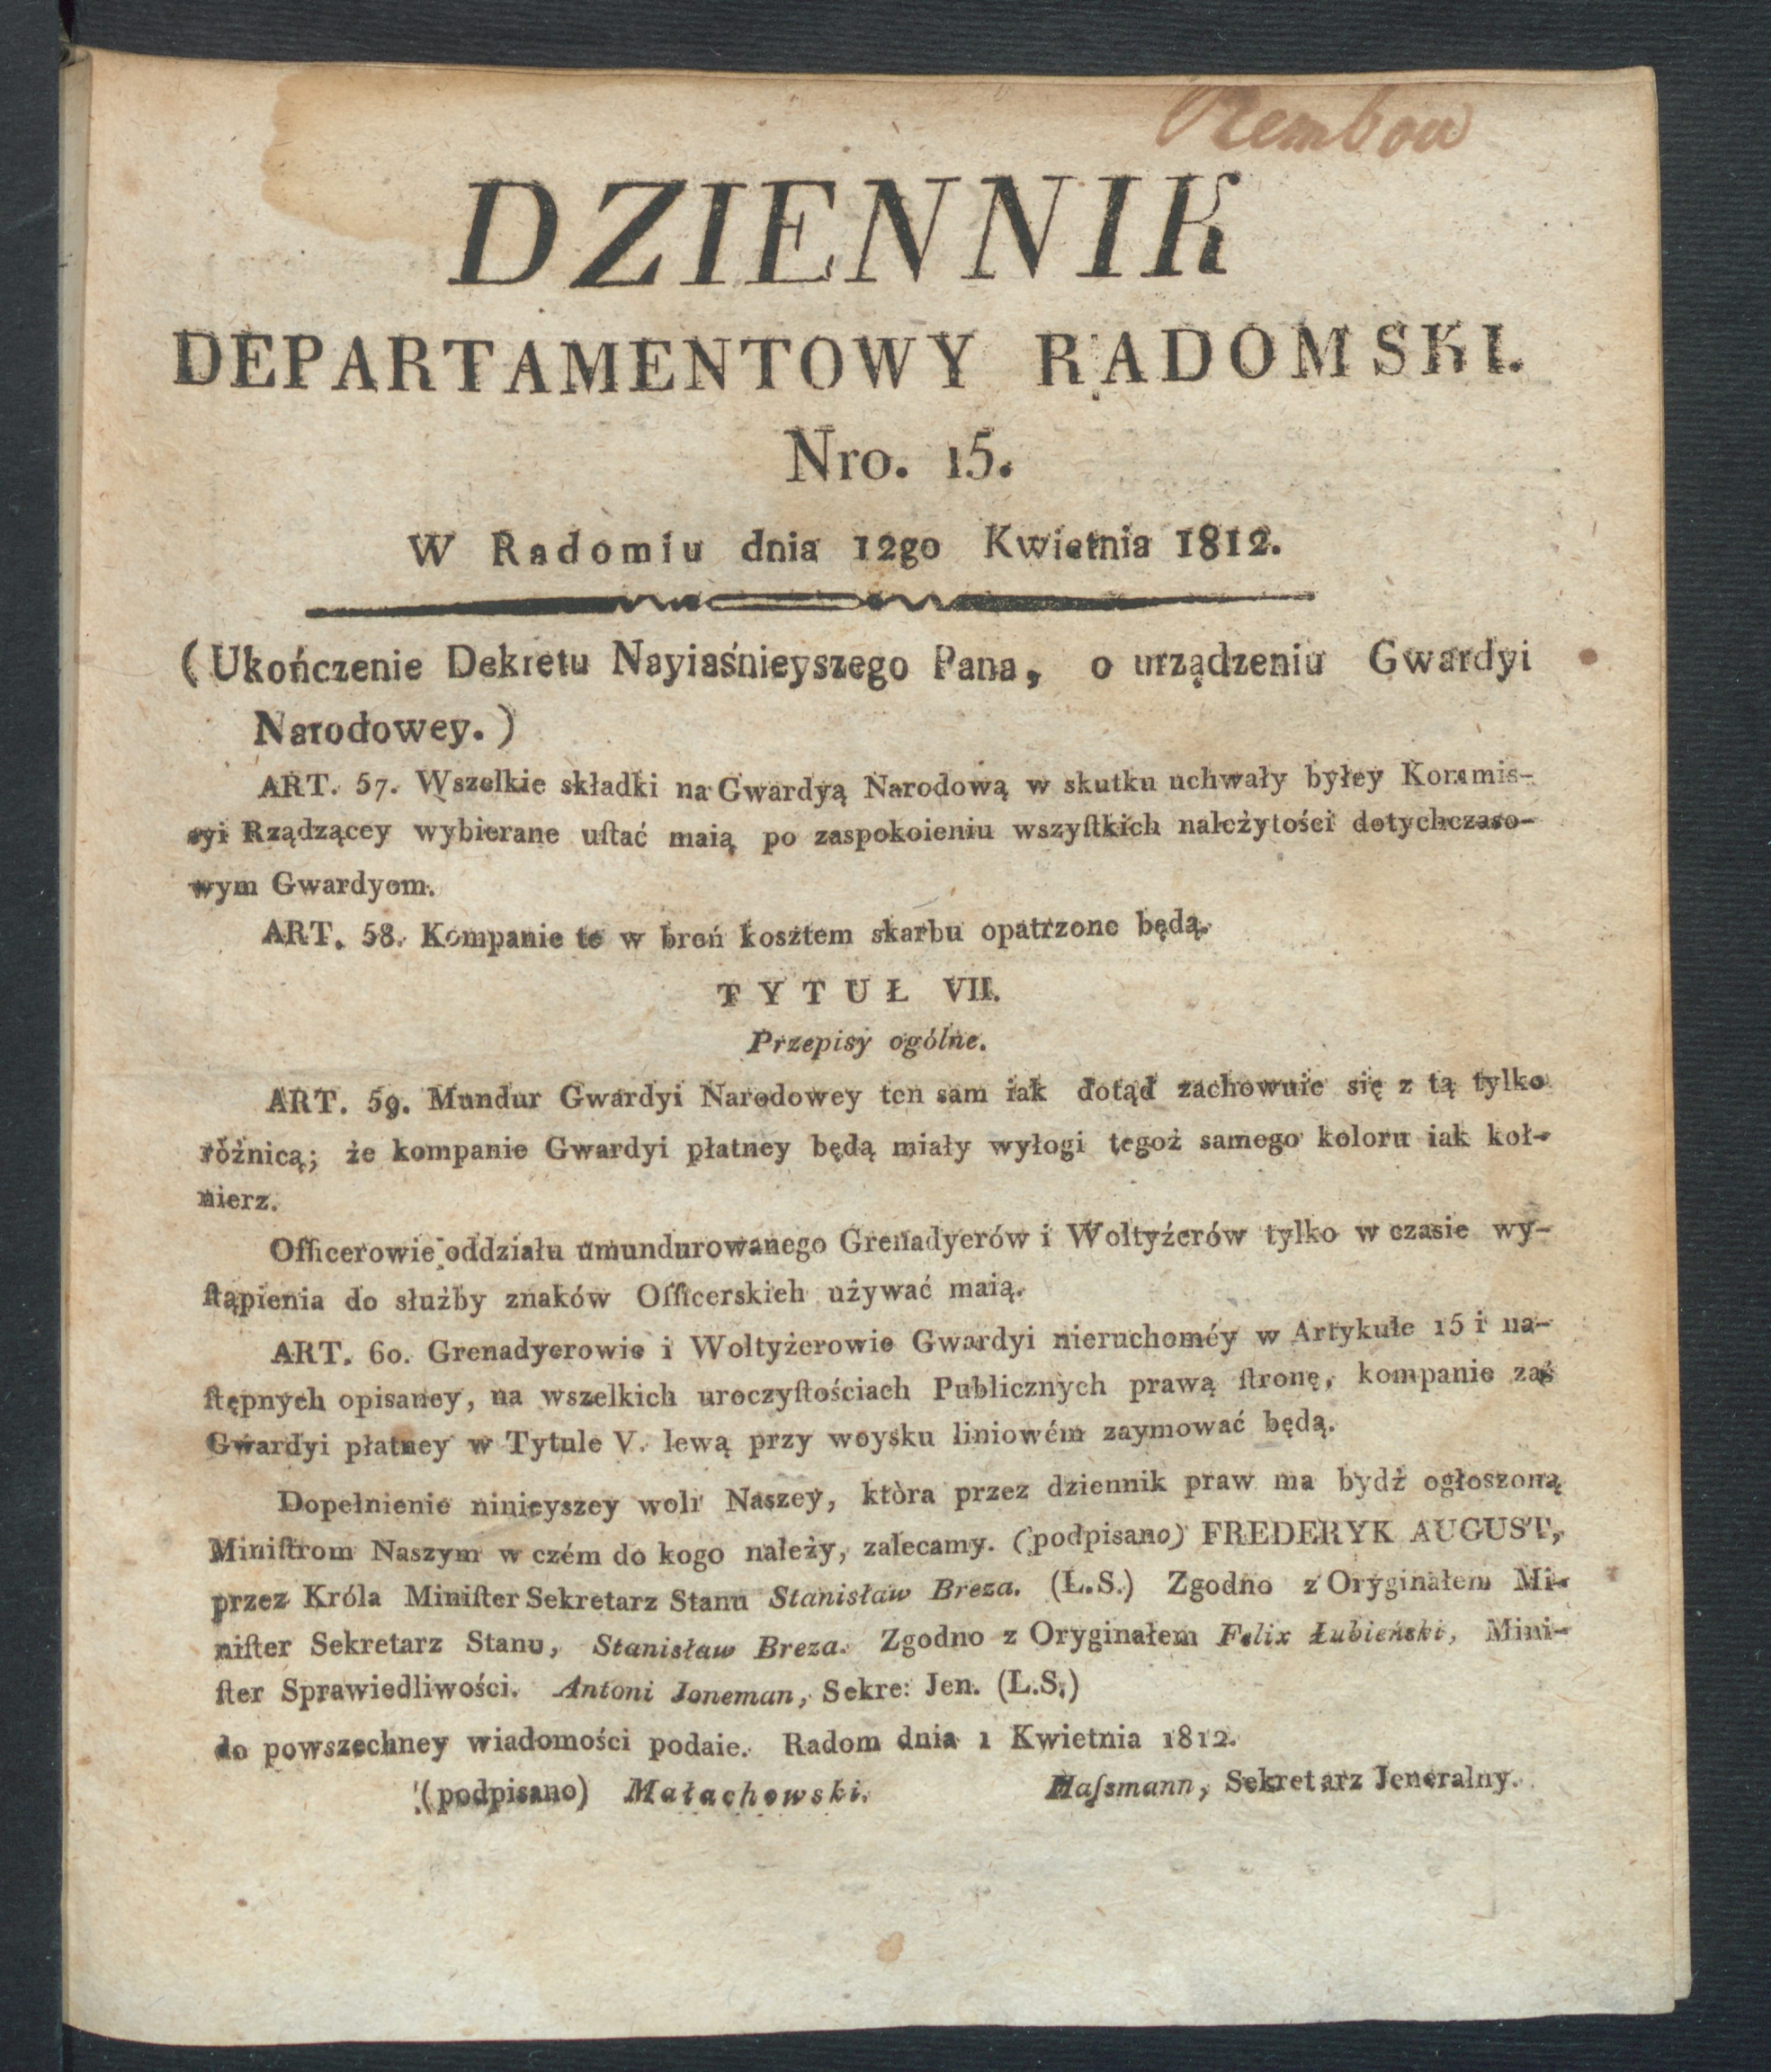 Rembow
DZIENNIK
DEPARTAMENTOWY RADOMSKI.
Nro. 15.
W Radomiu dnia 12go Kwietnia 1812.
(Ukończenie Dekretu Nayiaśnieyszego Pana, o urządzeniu Gwardyi
Narodowey.)
ART. 57. Wszelkie składki na Gwardyą Narodową w skutku uchwały byłey Kommis-
syi Rządzącey wybierane uſtać maią po zaspokoieniu wszyſtkich należytości dotychczaso-
wym Gwardyom.
ART. 58. Kompanie te w broń kosztem skarbu opatrzone będą.
TYTUŁ VII.
Przepisy ogólne.
ART. 59. Mundur Gwardyi Narodowey ten sam iak dotąd zachowuie się z tą tylko
różnicą; że kompanie Gwardyi płatney będą miały wyłogi tegoż samego koloru iak koł-
nierz.
Officerowie oddziału umundurowanego Grenadyerów i Woltyżerów tylko w czasie wy-
ſtąpienia do służby znaków Officerskich używać maią.
ART. 60. Grenadyerowie i Woltyżerowie Gwardyi nieruchoméy w Artykule 15 i na-
ſtępnych opisaney, na wszelkich uroczyſtościach Publicznych prawą ſtronę, kompanie zaś
Gwardyi płatney w Tytule V. lewą przy woysku liniowém zaymować będą.
Dopełnienie ninieyszey woli Naszey, która przez dziennik praw ma bydź ogłoszoną
Miniſtrom Naszym w czém do kogo należy, zalecamy. (podpisano) FREDERYK AUGUST,
przez Króla Miniſter Sekretarz Stanu Stanisław Breza. (L.S.) Zgodno z Oryginałem Mi-
niſter Sekretarz Stanu, Stanisław Breza. Zgodno z Oryginałem Felix Łubieński, Mini-
ſter Sprawiedliwości. Antoni Joneman, Sekre: Jen. (L.S.)
do powszechney wiadomości podaie. Radom dnia 1 Kwietnia 1812.
(podpisano) Małachowski. Haſsmann, Sekretarz Jeneralny.